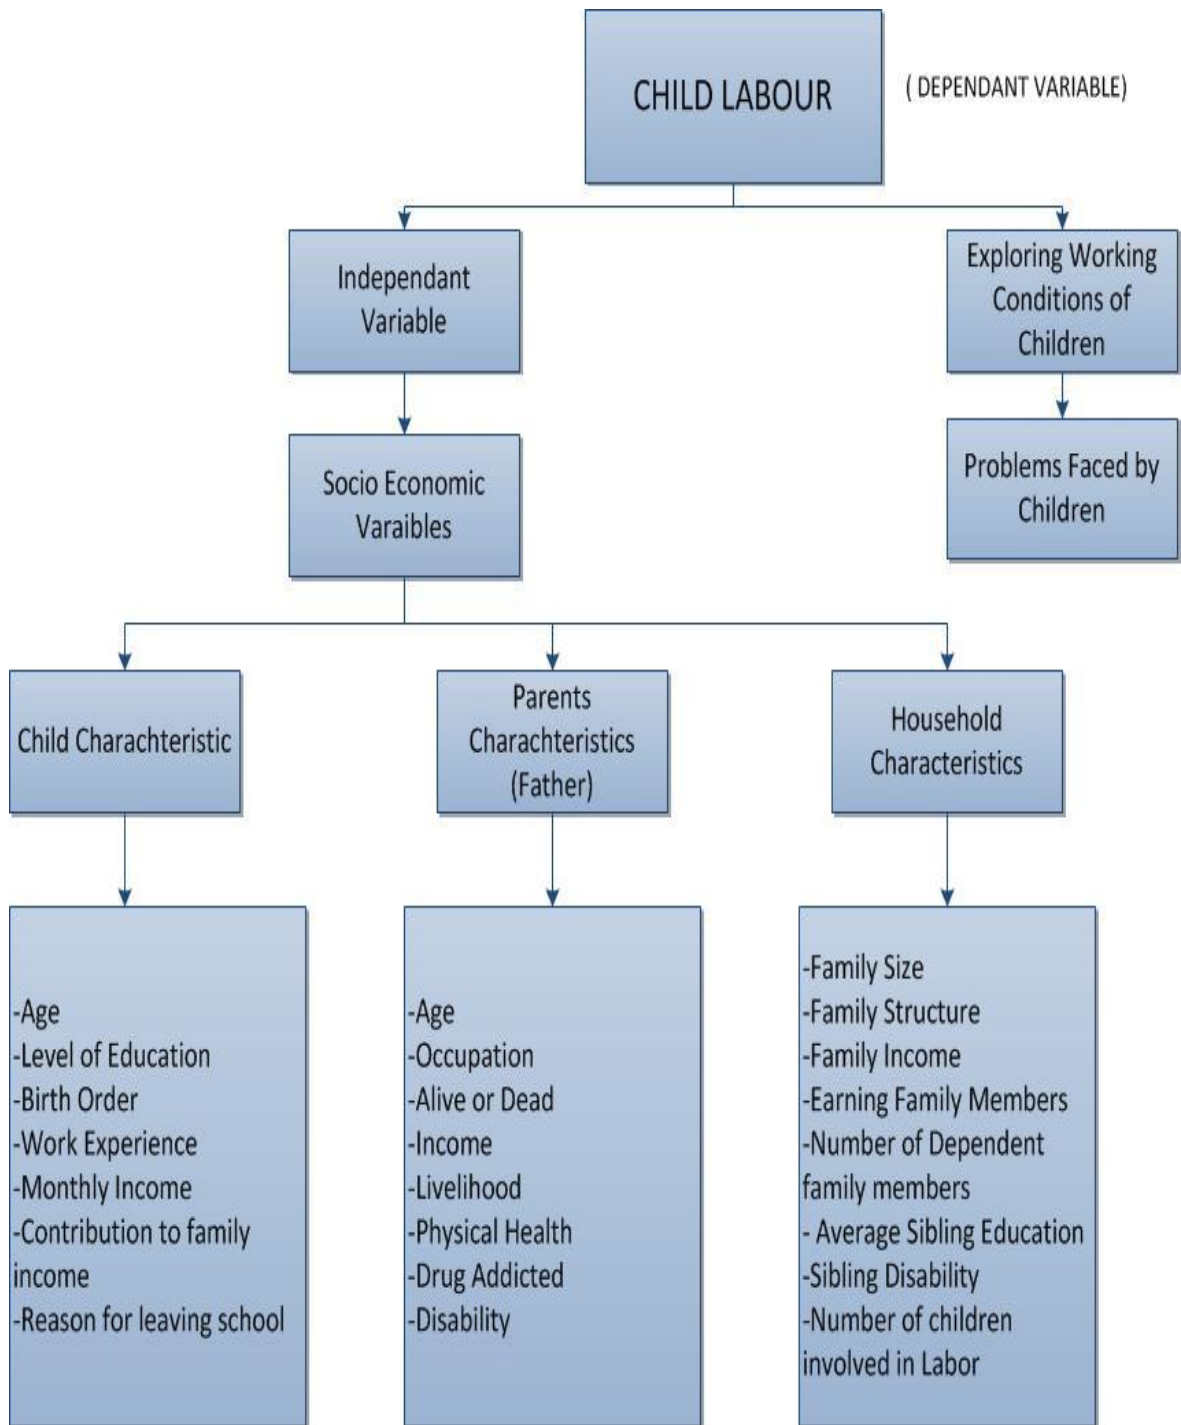 CHILD LABOUR
( DEPENDANT VARIABLE)
Independant
Variable
Exploring Working
Conditions of
Children
Socio Economic
Varaibles
Problems Faced by
Children
Child Charachteristic
Parents
Charachteristics
(Father)
Household
Characteristics
-Age
-Level of Education
-Birth Order
-Work Experience
-Monthly Income
-Contribution to family
income
-Reason for leaving school
-Age
-Occupation
-Alive or Dead
-Income
-Livelihood
-Physical Health
-Drug Addicted
-Disability
-Family Size
-Family Structure
-Family Income
-Earning Family Members
-Number of Dependent
family members
- Average Sibling Education
-Sibling Disability
-Number of children
involved in Labor